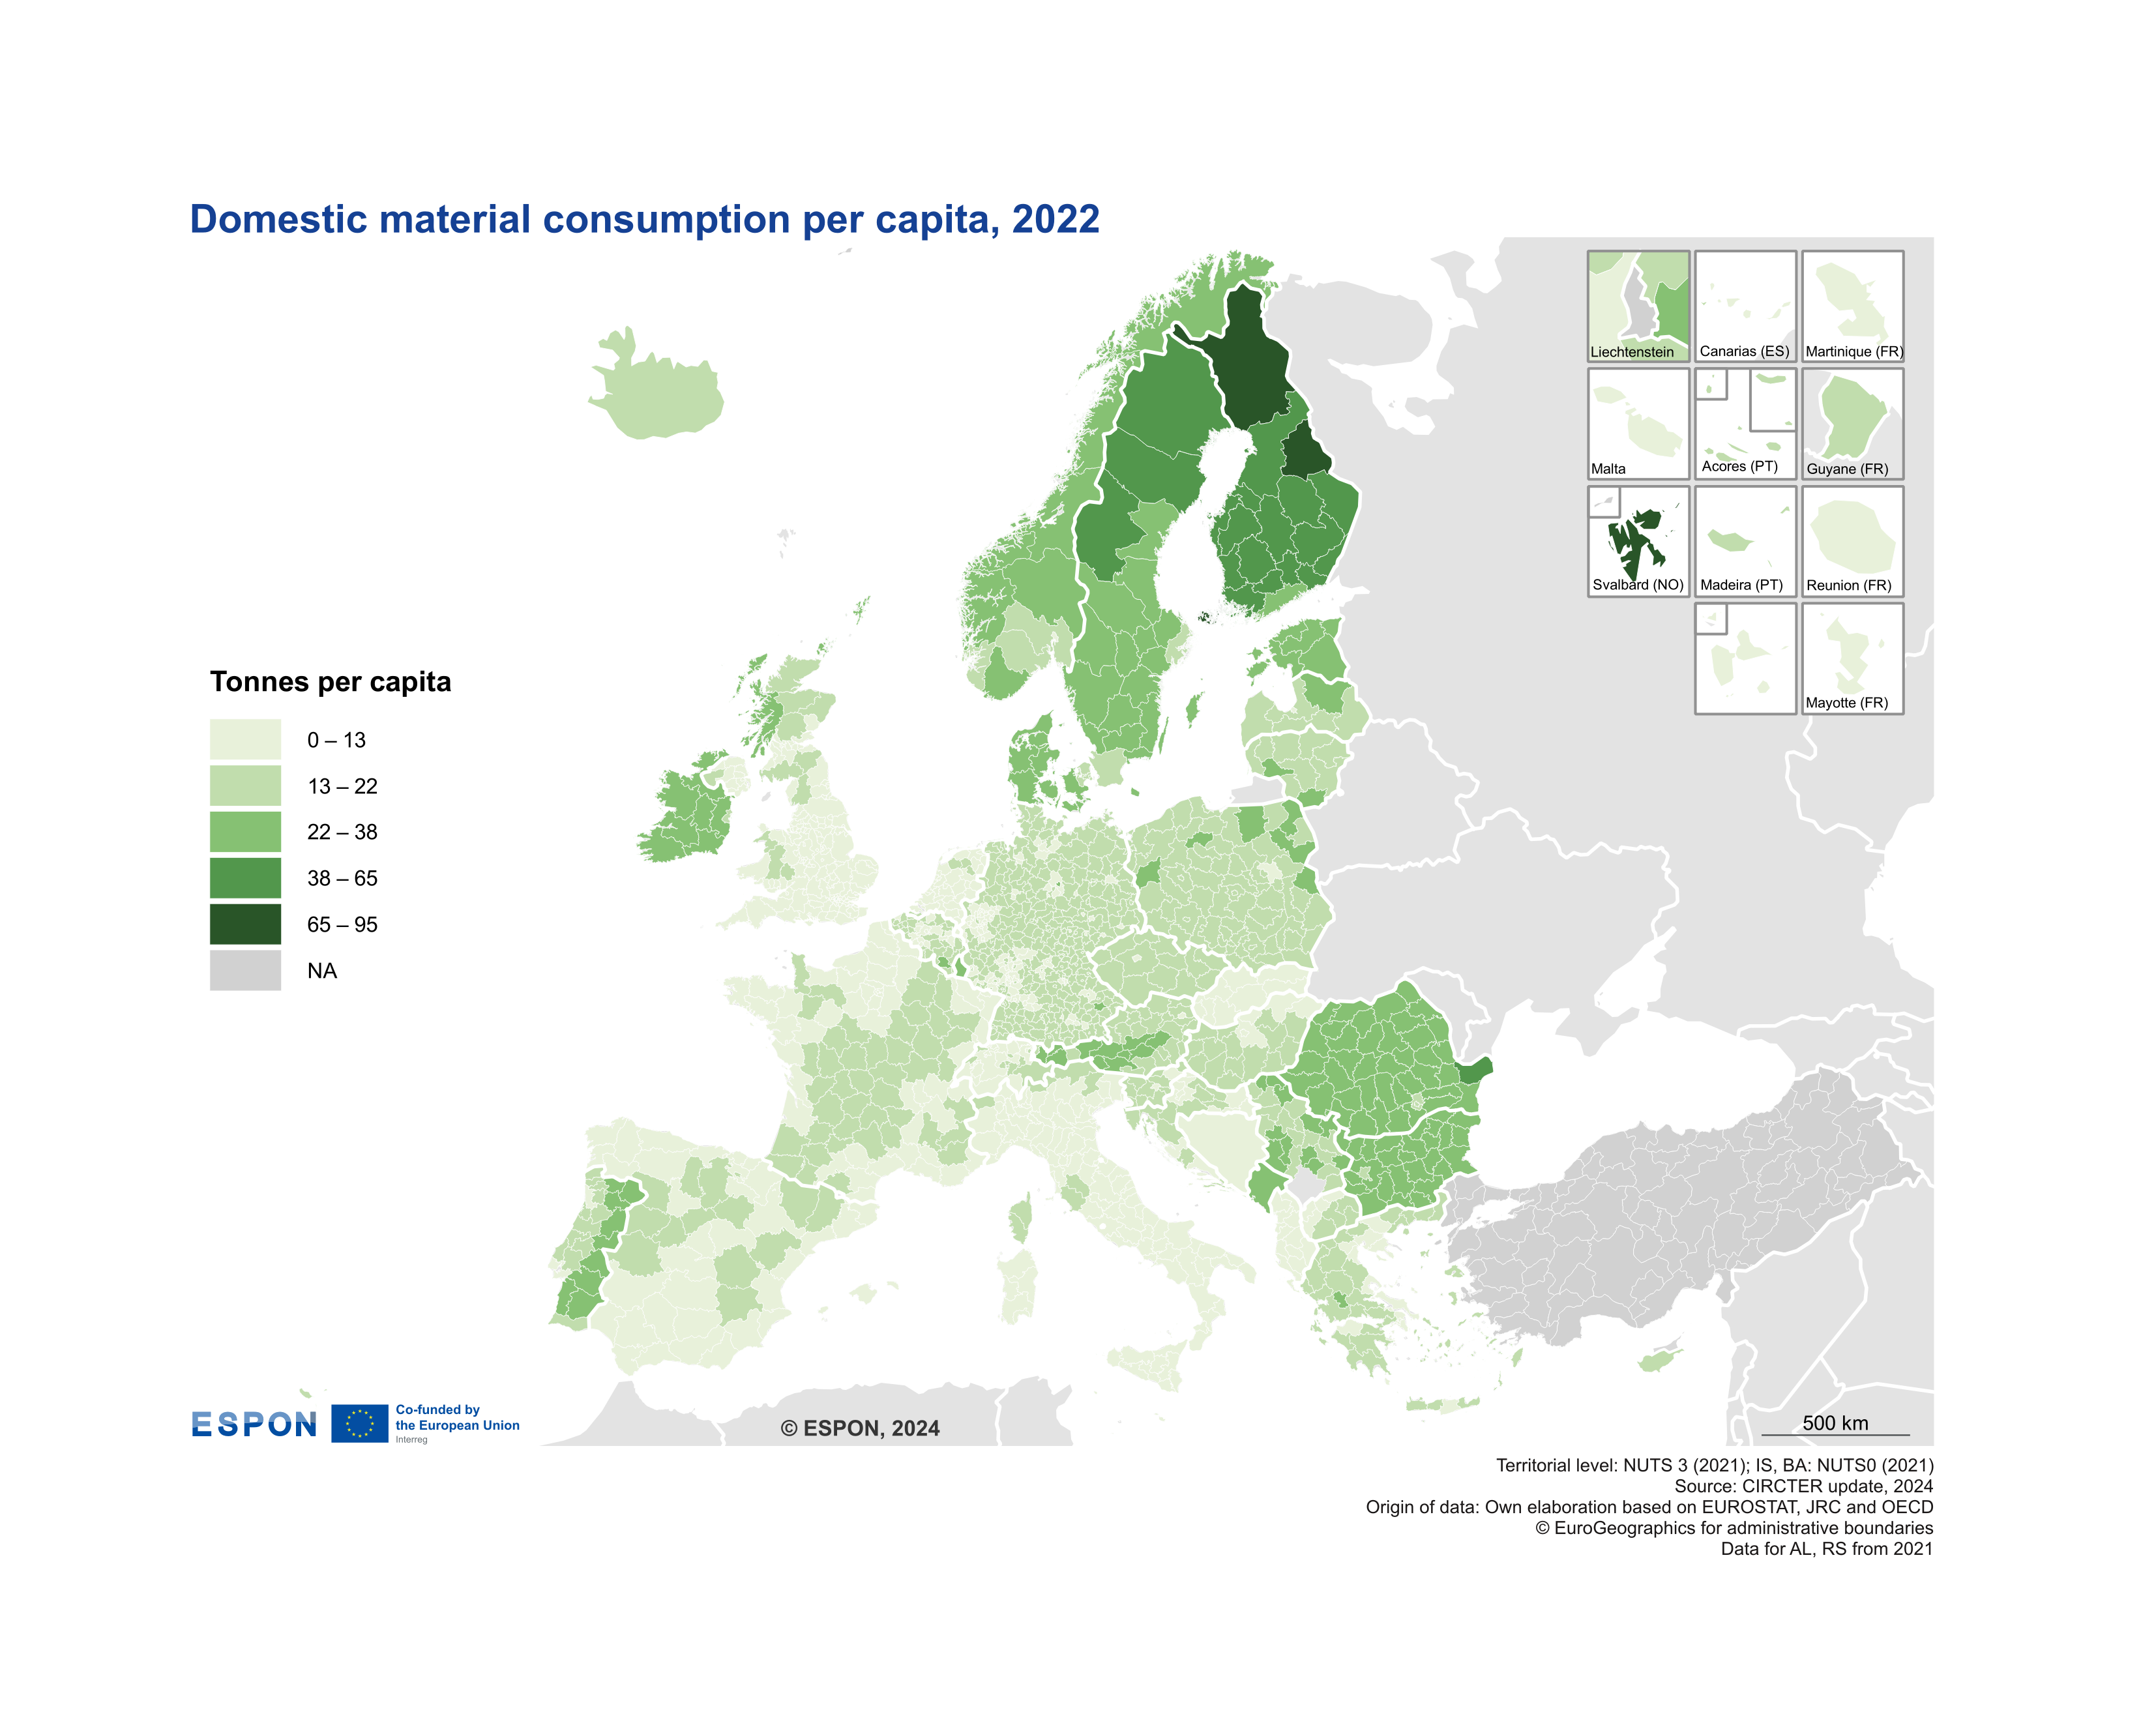 Domestic material consumption per capita, 2022
Liechtenstein
Canarias (ES)
Martinique (FR)
Malta
Acores (PT)
Guyane (FR)
Svalbard (NO)
Madeira (PT)
Reunion (FR)
Mayotte (FR)
Tonnes per capita
0 – 13
13 – 22
22 – 38
38 – 65
65 – 95
NA
ESPON
Co-funded by
the European Union
Interreg
© ESPON, 2024
500 km
Territorial level: NUTS 3 (2021); IS, BA: NUTS0 (2021)
Source: CIRCTER update, 2024
Origin of data: Own elaboration based on EUROSTAT, JRC and OECD
© EuroGeographics for administrative boundaries
Data for AL, RS from 2021